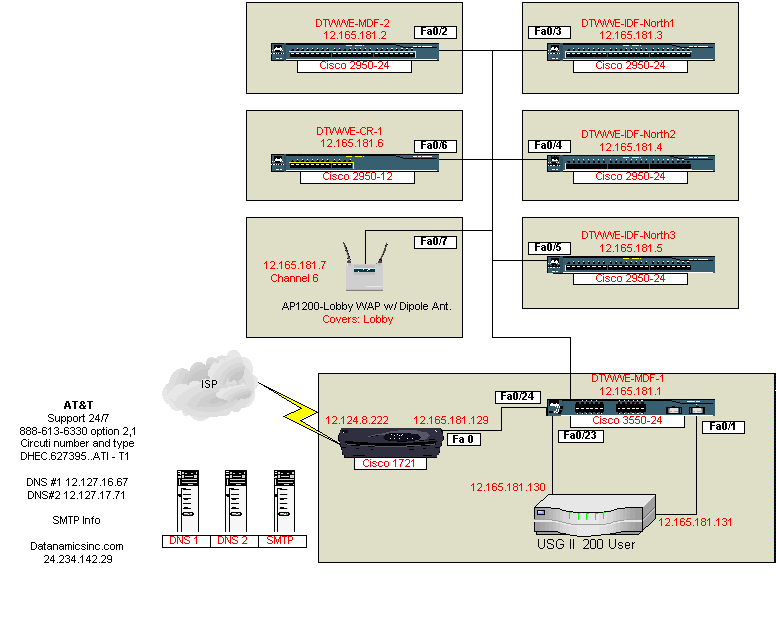 DTWWE-MDF-2
12.165.181.2
Fa0/2
Cisco 2950-24
DTWWE-IDF-North1
12.165.181.3
Fa0/3
Cisco 2950-24
DTWWE-CR-1
12.165.181.6
Fa0/6
Cisco 2950-12
DTWWE-IDF-North2
12.165.181.4
Fa0/4
Cisco 2950-24
Fa0/7
12.165.181.7
Channel 6
AP1200-Lobby WAP w/ Dipole Ant.
Covers: Lobby
DTWWE-IDF-North3
12.165.181.5
Fa0/5
Cisco 2950-24
ISP
DTWWE-MDF-1
12.165.181.1
Fa0/24
Cisco 3550-24
Fa0/23
Fa0/1
12.124.8.222
12.165.181.129
Fa 0
Cisco 1721
12.165.181.130
12.165.181.131
USG II 200 User
AT&T
Support 24/7
888-613-6330 option 2,1
Circuti number and type
DHEC.627395..ATI - T1
DNS #1 12.127.16.67
DNS#2 12.127.17.71
SMTP Info
Datanamicsinc.com
24.234.142.29
DNS 1
DNS 2
SMTP